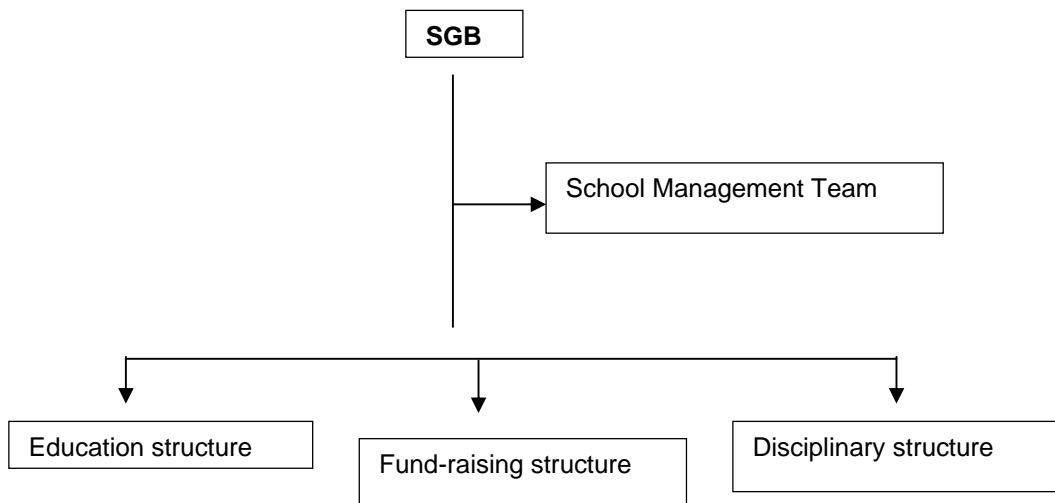 SGB
School Management Team
Education structure
Fund-raising structure
Disciplinary structure